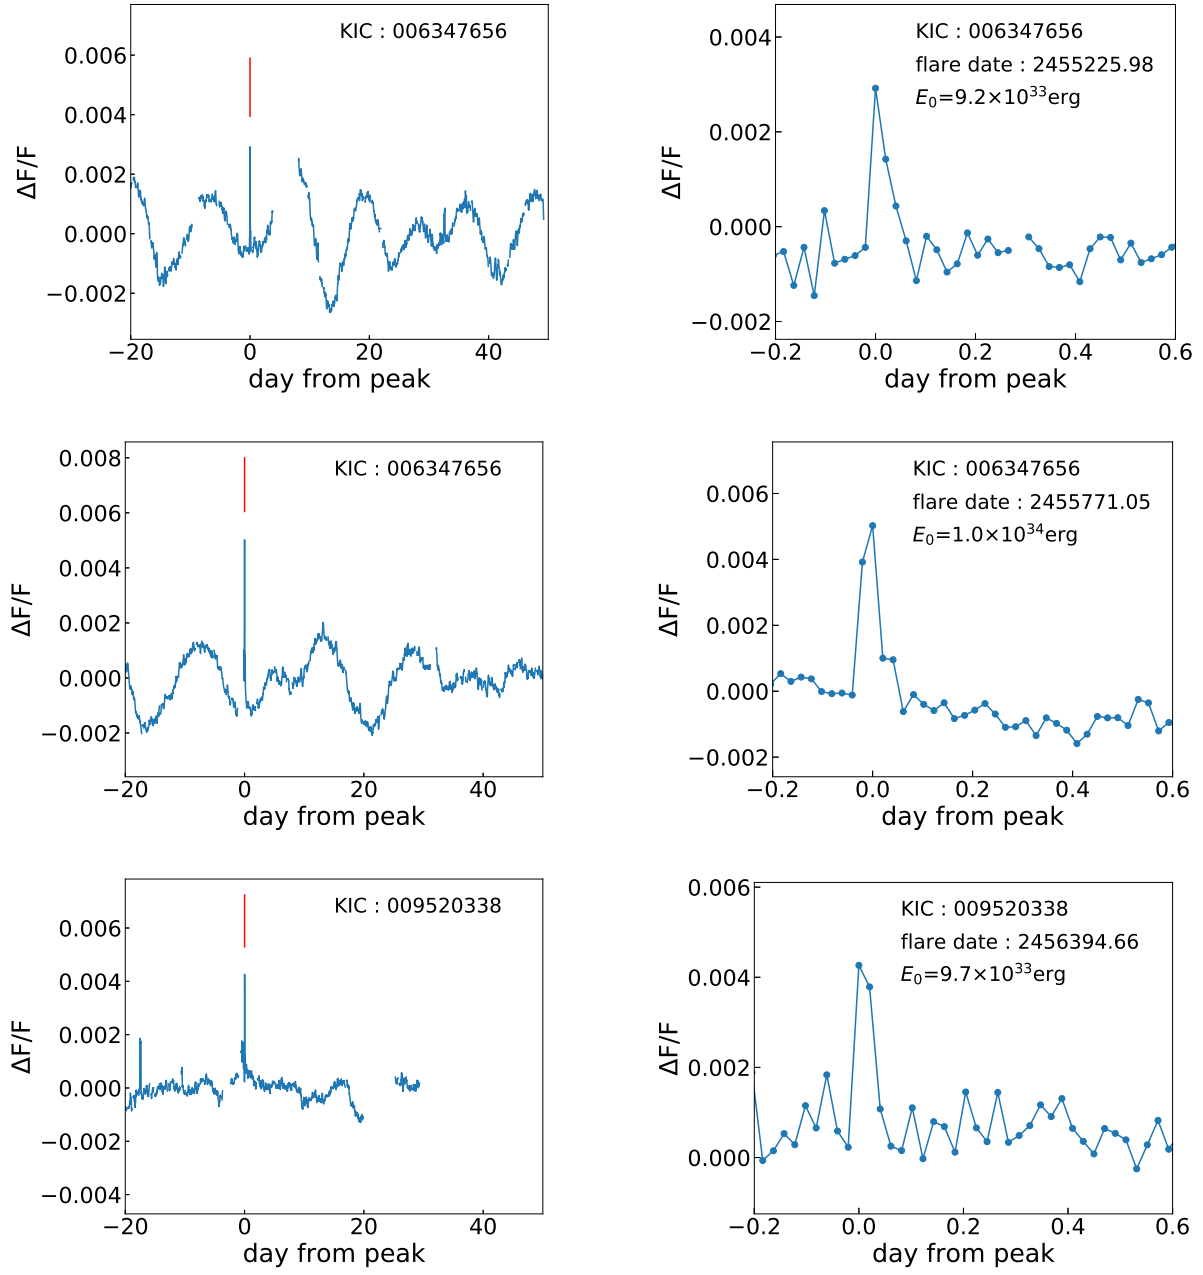 KIC : 006347656
0.006
0.004
0.002
0.000
−0.002
−20 0 20 40
ΔF/F
day from peak
KIC : 006347656
flare date : 2455225.98
E₀=9.2×10³³erg
0.004
0.002
0.000
−0.002
−0.2 0.0 0.2 0.4 0.6
ΔF/F
day from peak
KIC : 006347656
0.008
0.006
0.004
0.002
0.000
−0.002
−20 0 20 40
ΔF/F
day from peak
KIC : 006347656
flare date : 2455771.05
E₀=1.0×10³⁴erg
0.006
0.004
0.002
0.000
−0.002
−0.2 0.0 0.2 0.4 0.6
ΔF/F
day from peak
KIC : 009520338
0.006
0.004
0.002
0.000
−0.002
−0.004
−20 0 20 40
ΔF/F
day from peak
KIC : 009520338
flare date : 2456394.66
E₀=9.7×10³³erg
0.006
0.004
0.002
0.000
−0.2 0.0 0.2 0.4 0.6
ΔF/F
day from peak